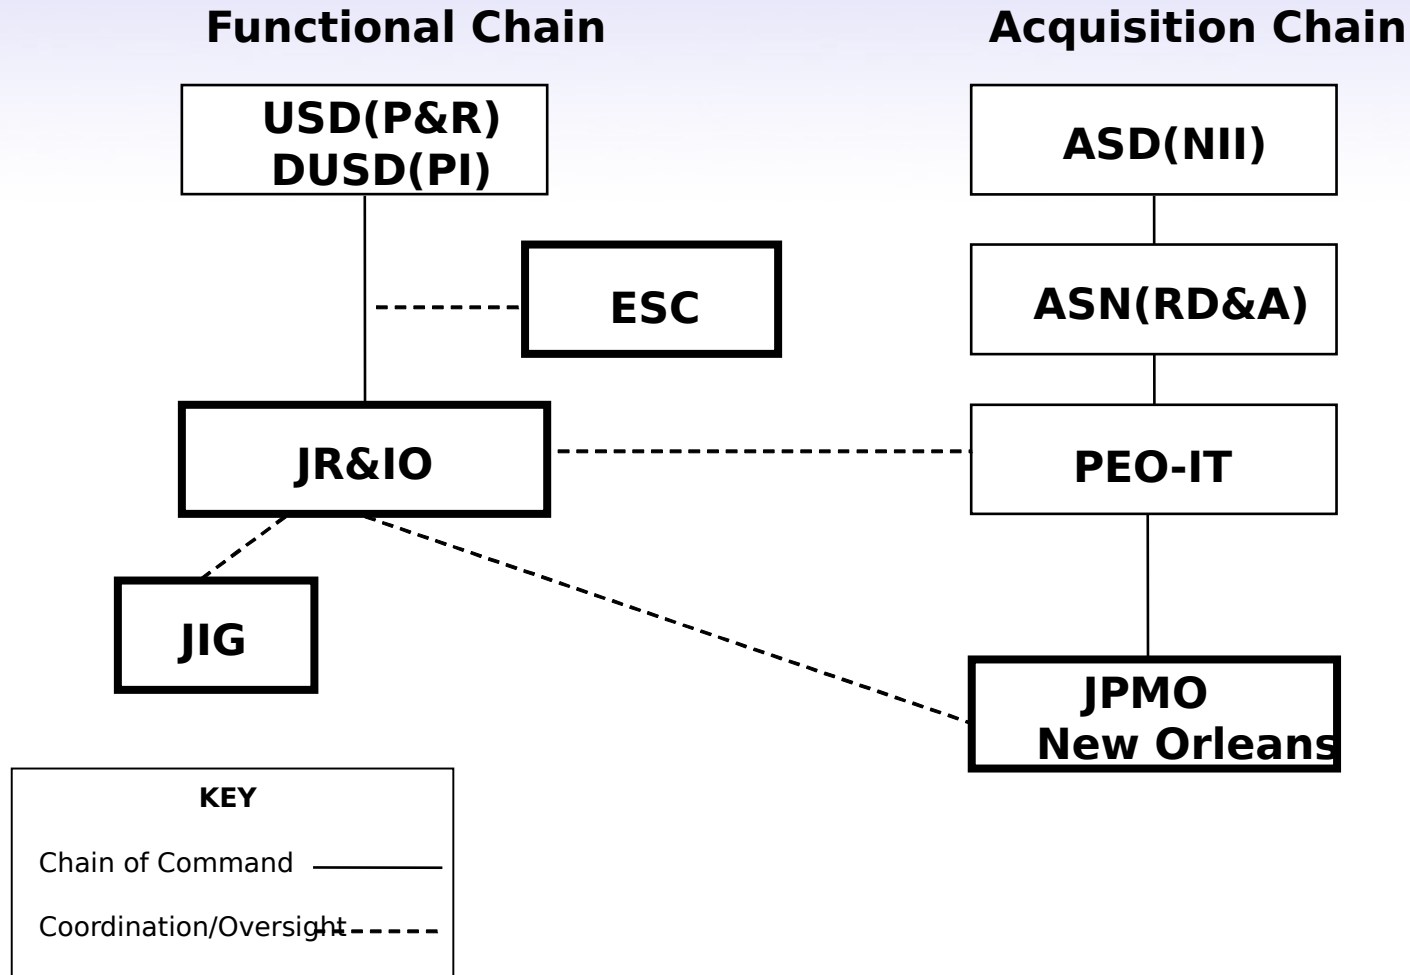 Functional Chain
Acquisition Chain
USD(P&R)
DUSD(PI)
ASD(NII)
ESC
ASN(RD&A)
JR&IO
PEO-IT
JIG
JPMO
New Orleans
KEY
Chain of Command
Coordination/Oversight